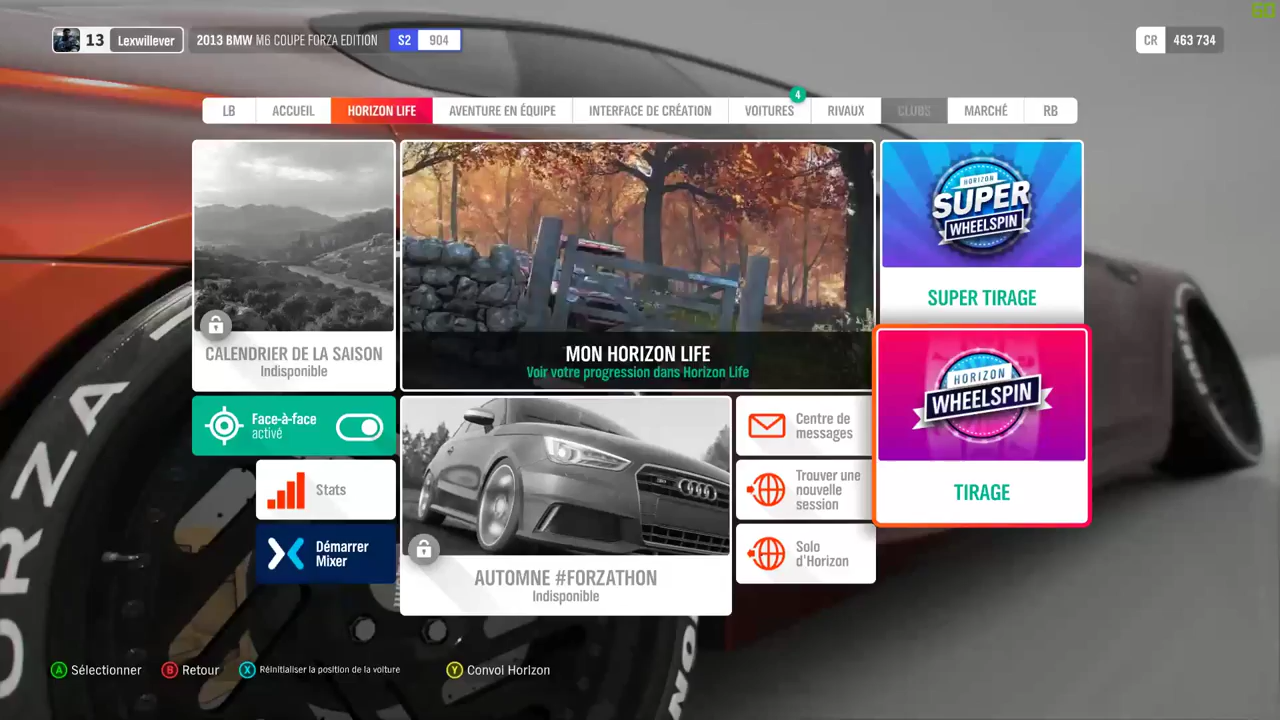 13 Lexwillever 2013 BMW M6 COUPE FORZA EDITION S2 904
CR 463 734
4
LB ACCUEIL HORIZON LIFE AVENTURE EN ÉQUIPE INTERFACE DE CRÉATION VOITURES RIVAUX CLUBS MARCHÉ RB
HORIZON
SUPER
WHEELSPIN
SUPER TIRAGE
CALENDRIER DE LA SAISON
Indisponible
MON HORIZON LIFE
Voir votre progression dans Horizon Life
HORIZON
WHEELSPIN
TIRAGE
Face-à-face
activé
Stats
Démarrer
Mixer
AUTOMNE #FORZATHON
Indisponible
Centre de
messages
Trouver une
nouvelle
session
Solo
d'Horizon
FORZA
A Sélectionner B Retour X Réinitialiser la position de la voiture Y Convoi Horizon